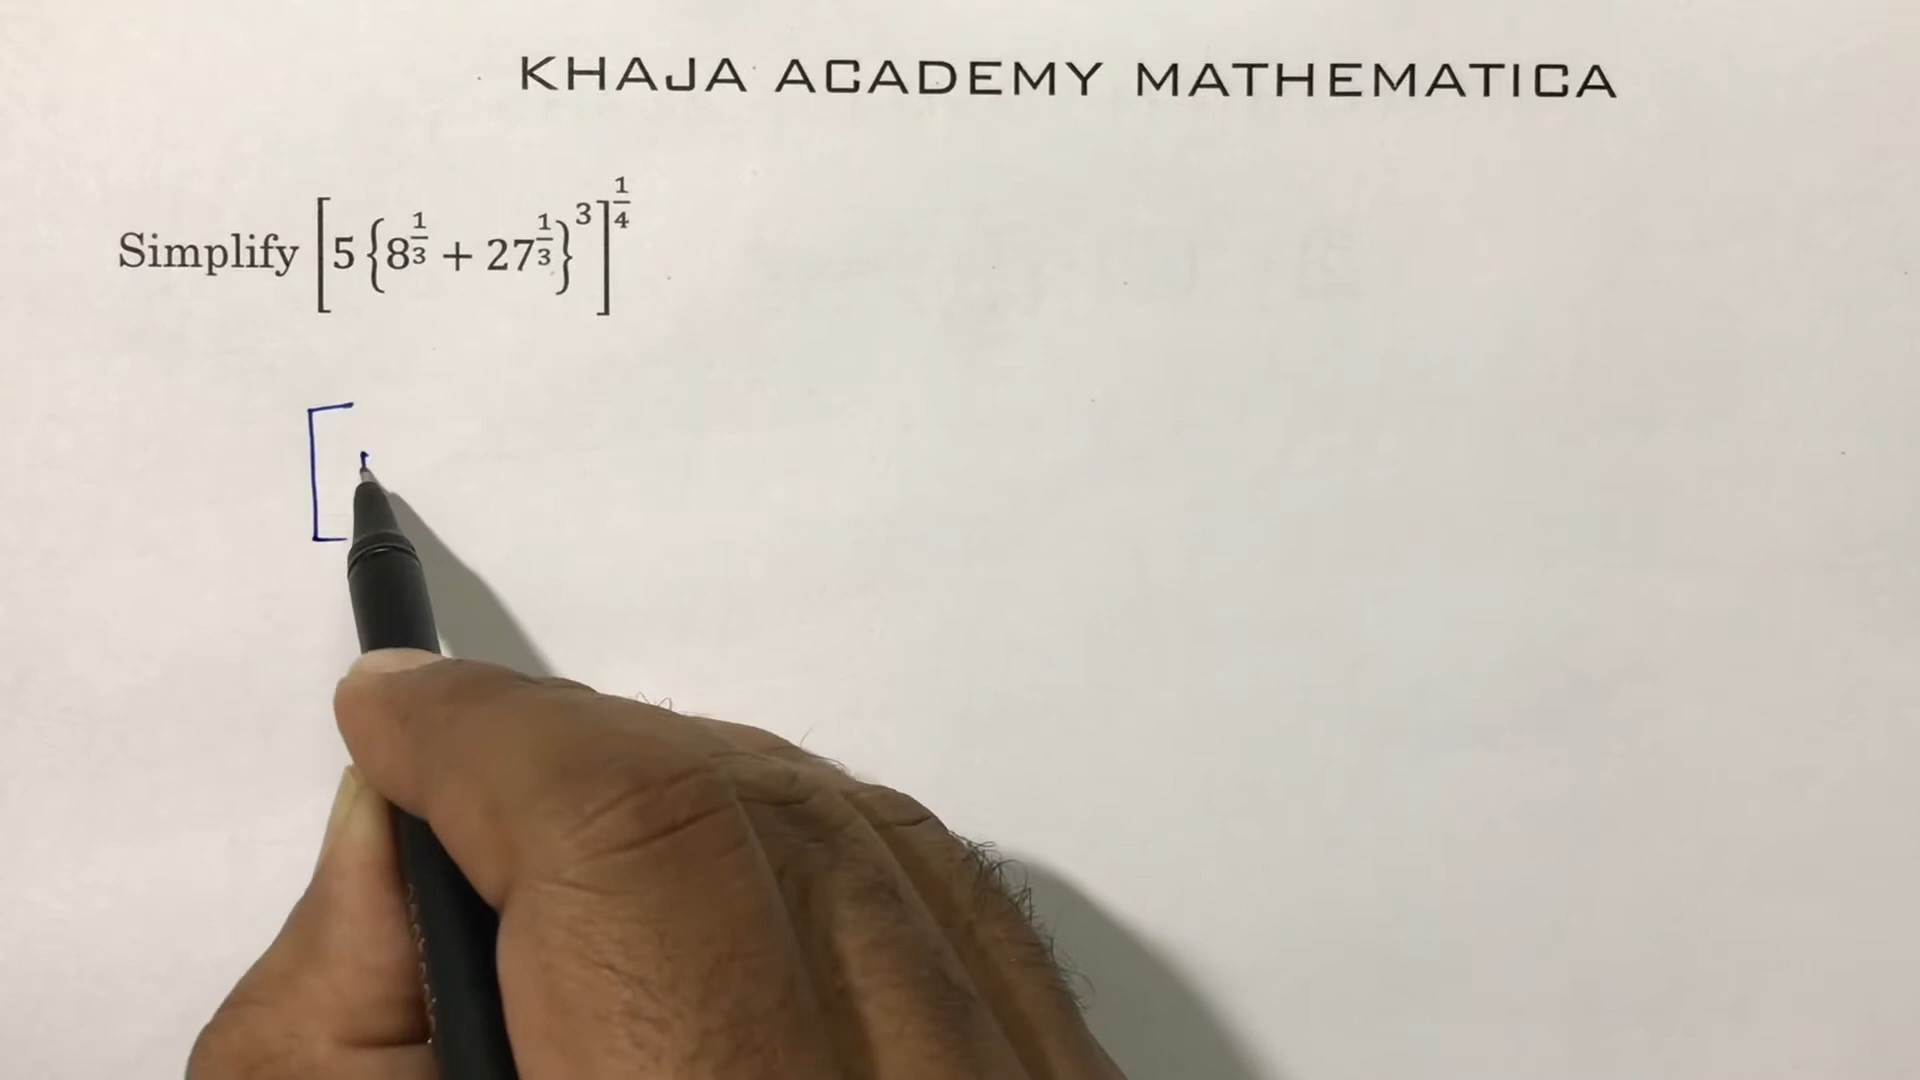 KHAJA ACADEMY MATHEMATICA
Simplify [5{8^{1/3} + 27^{1/3}}^3]^{1/4}
[